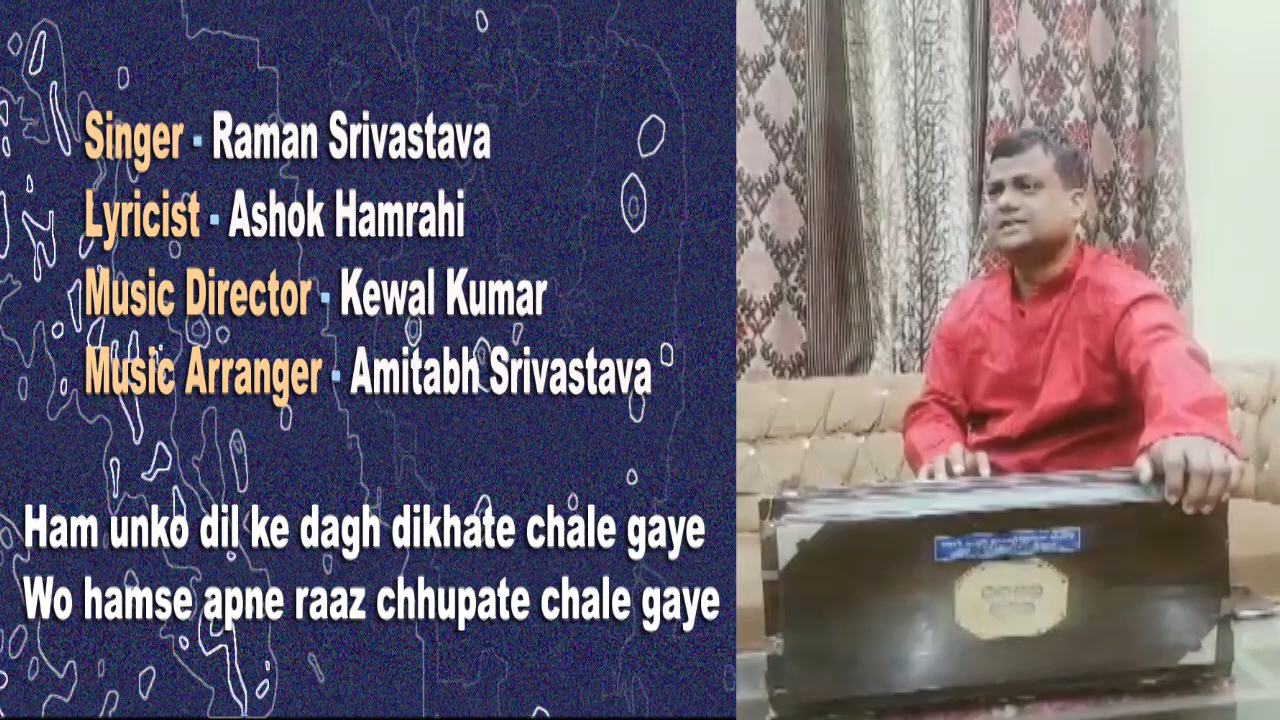 Singer - Raman Srivastava
Lyricist - Ashok Hamrahi
Music Director - Kewal Kumar
Music Arranger - Amitabh Srivastava
Ham unko dil ke dagh dikhate chale gaye
Wo hamse apne raaz chhupate chale gaye